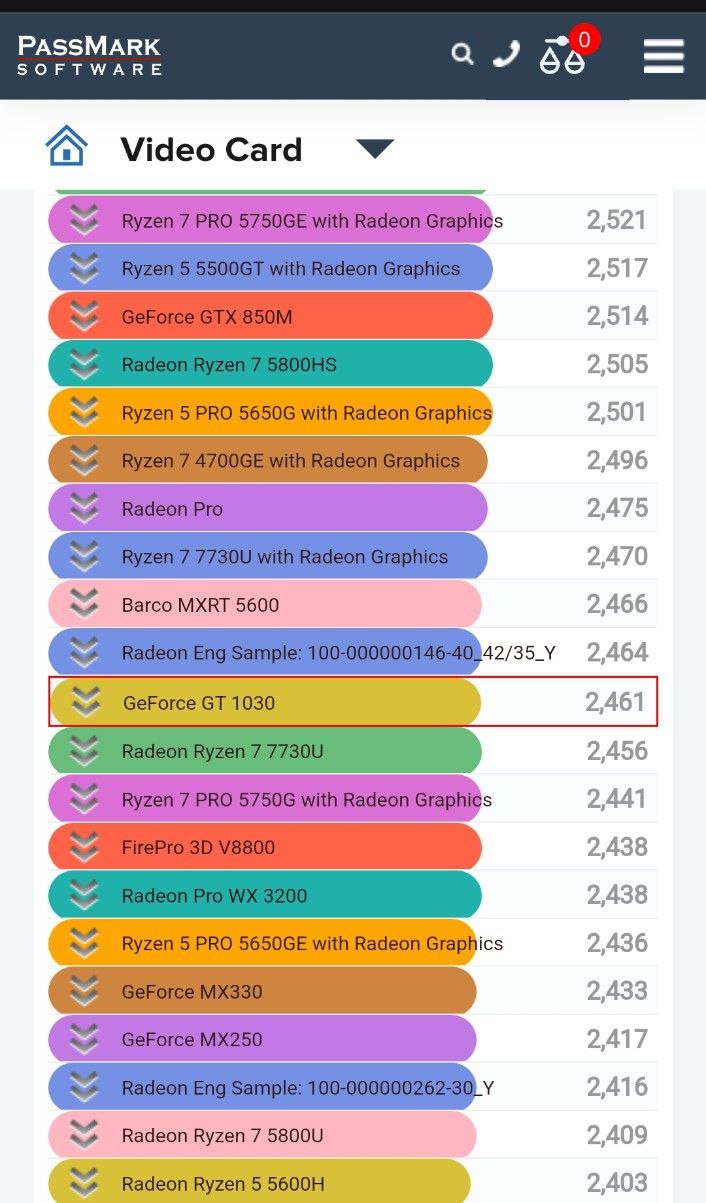 PASSMARK
SOFTWARE
0
Video Card
Ryzen 7 PRO 5750GE with Radeon Graphics 2,521
Ryzen 5 5500GT with Radeon Graphics 2,517
GeForce GTX 850M 2,514
Radeon Ryzen 7 5800HS 2,505
Ryzen 5 PRO 5650G with Radeon Graphics 2,501
Ryzen 7 4700GE with Radeon Graphics 2,496
Radeon Pro 2,475
Ryzen 7 7730U with Radeon Graphics 2,470
Barco MXRT 5600 2,466
Radeon Eng Sample: 100-000000146-40_42/35_Y 2,464
GeForce GT 1030 2,461
Radeon Ryzen 7 7730U 2,456
Ryzen 7 PRO 5750G with Radeon Graphics 2,441
FirePro 3D V8800 2,438
Radeon Pro WX 3200 2,438
Ryzen 5 PRO 5650GE with Radeon Graphics 2,436
GeForce MX330 2,433
GeForce MX250 2,417
Radeon Eng Sample: 100-000000262-30_Y 2,416
Radeon Ryzen 7 5800U 2,409
Radeon Ryzen 5 5600H 2,403